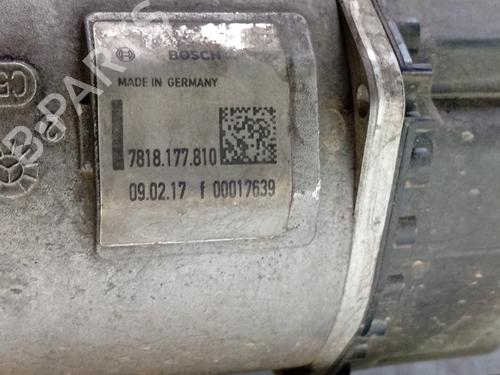 BOSCH
MADE IN GERMANY
7818.177.810
09.02.17 f 00017639